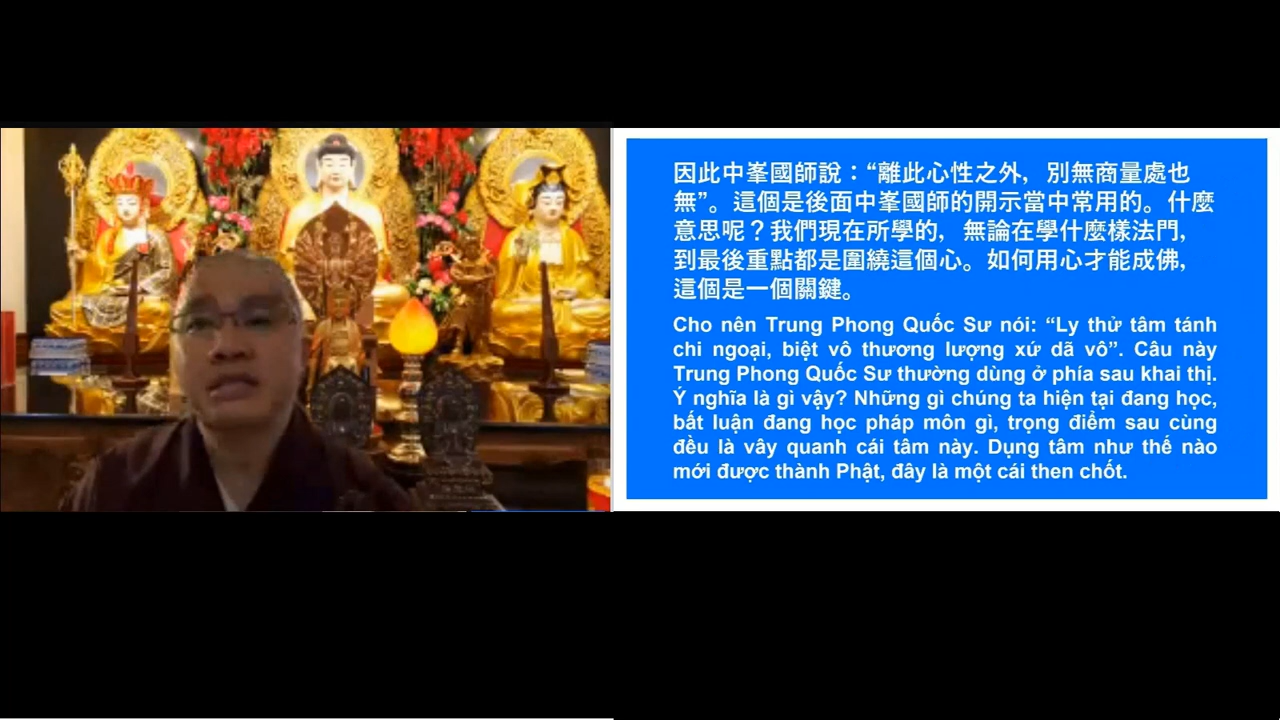 因此中峯國師說：“離此心性之外，別無商量處也
無”。這個是後面中峯國師的開示當中常用的。什麼
意思呢？我們現在所學的，無論在學什麼樣法門，
到最後重點都是圍繞這個心。如何用心才能成佛，
這個是一個關鍵。
Cho nên Trung Phong Quốc Sư nói: “Ly thử tâm tánh
chi ngoại, biệt vô thương lượng xứ dã vô”. Câu này
Trung Phong Quốc Sư thường dùng ở phía sau khai thị.
Ý nghĩa là gì vậy? Những gì chúng ta hiện tại đang học,
bất luận đang học pháp môn gì, trọng điểm sau cùng
đều là vây quanh cái tâm này. Dụng tâm như thế nào
mới được thành Phật, đây là một cái then chốt.